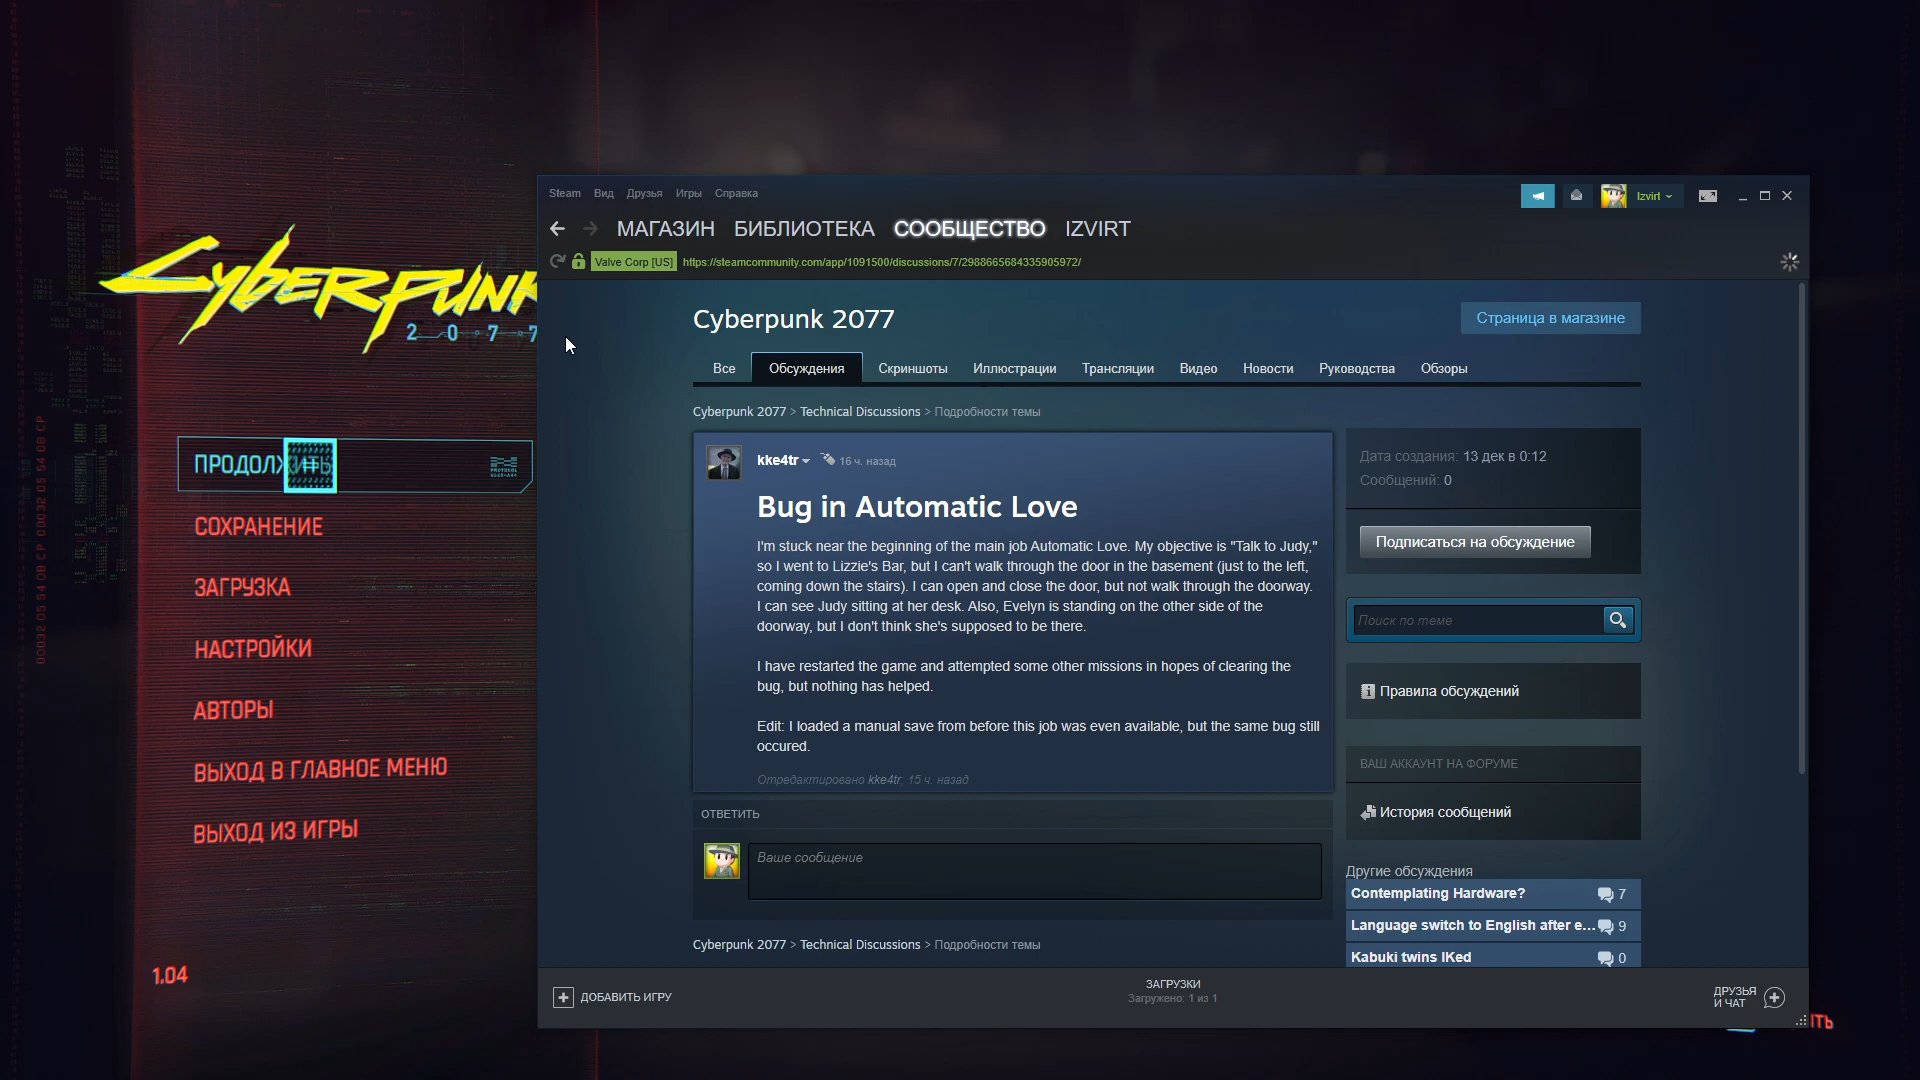 CYBERPUNK
2077
ПРОДОЛЖИТЬ
СОХРАНЕНИЕ
ЗАГРУЗКА
НАСТРОЙКИ
АВТОРЫ
ВЫХОД В ГЛАВНОЕ МЕНЮ
ВЫХОД ИЗ ИГРЫ
1.04
Steam Вид Друзья Игры Справка
Izvirt
МАГАЗИН БИБЛИОТЕКА СООБЩЕСТВО IZVIRT
Valve Corp [US] https://steamcommunity.com/app/1091500/discussions/7/2988665684335905972/
Cyberpunk 2077
Страница в магазине
Все Обсуждения Скриншоты Иллюстрации Трансляции Видео Новости Руководства Обзоры
Cyberpunk 2077 > Technical Discussions > Подробности темы
kke4tr 16 ч. назад
Bug in Automatic Love
I'm stuck near the beginning of the main job Automatic Love. My objective is "Talk to Judy,"
so I went to Lizzie's Bar, but I can't walk through the door in the basement (just to the left,
coming down the stairs). I can open and close the door, but not walk through the doorway.
I can see Judy sitting at her desk. Also, Evelyn is standing on the other side of the
doorway, but I don't think she's supposed to be there.
I have restarted the game and attempted some other missions in hopes of clearing the
bug, but nothing has helped.
Edit: I loaded a manual save from before this job was even available, but the same bug still
occured.
Отредактировано kke4tr; 15 ч. назад
ОТВЕТИТЬ
Ваше сообщение
Cyberpunk 2077 > Technical Discussions > Подробности темы
Дата создания: 13 дек в 0:12
Сообщений: 0
Подписаться на обсуждение
Поиск по теме
Правила обсуждений
ВАШ АККАУНТ НА ФОРУМЕ
История сообщений
Другие обсуждения
Contemplating Hardware? 7
Language switch to English after e... 9
Kabuki twins IKed 0
ДОБАВИТЬ ИГРУ
ЗАГРУЗКИ
Загружено: 1 из 1
ДРУЗЬЯ
И ЧАТ
ИТЬ